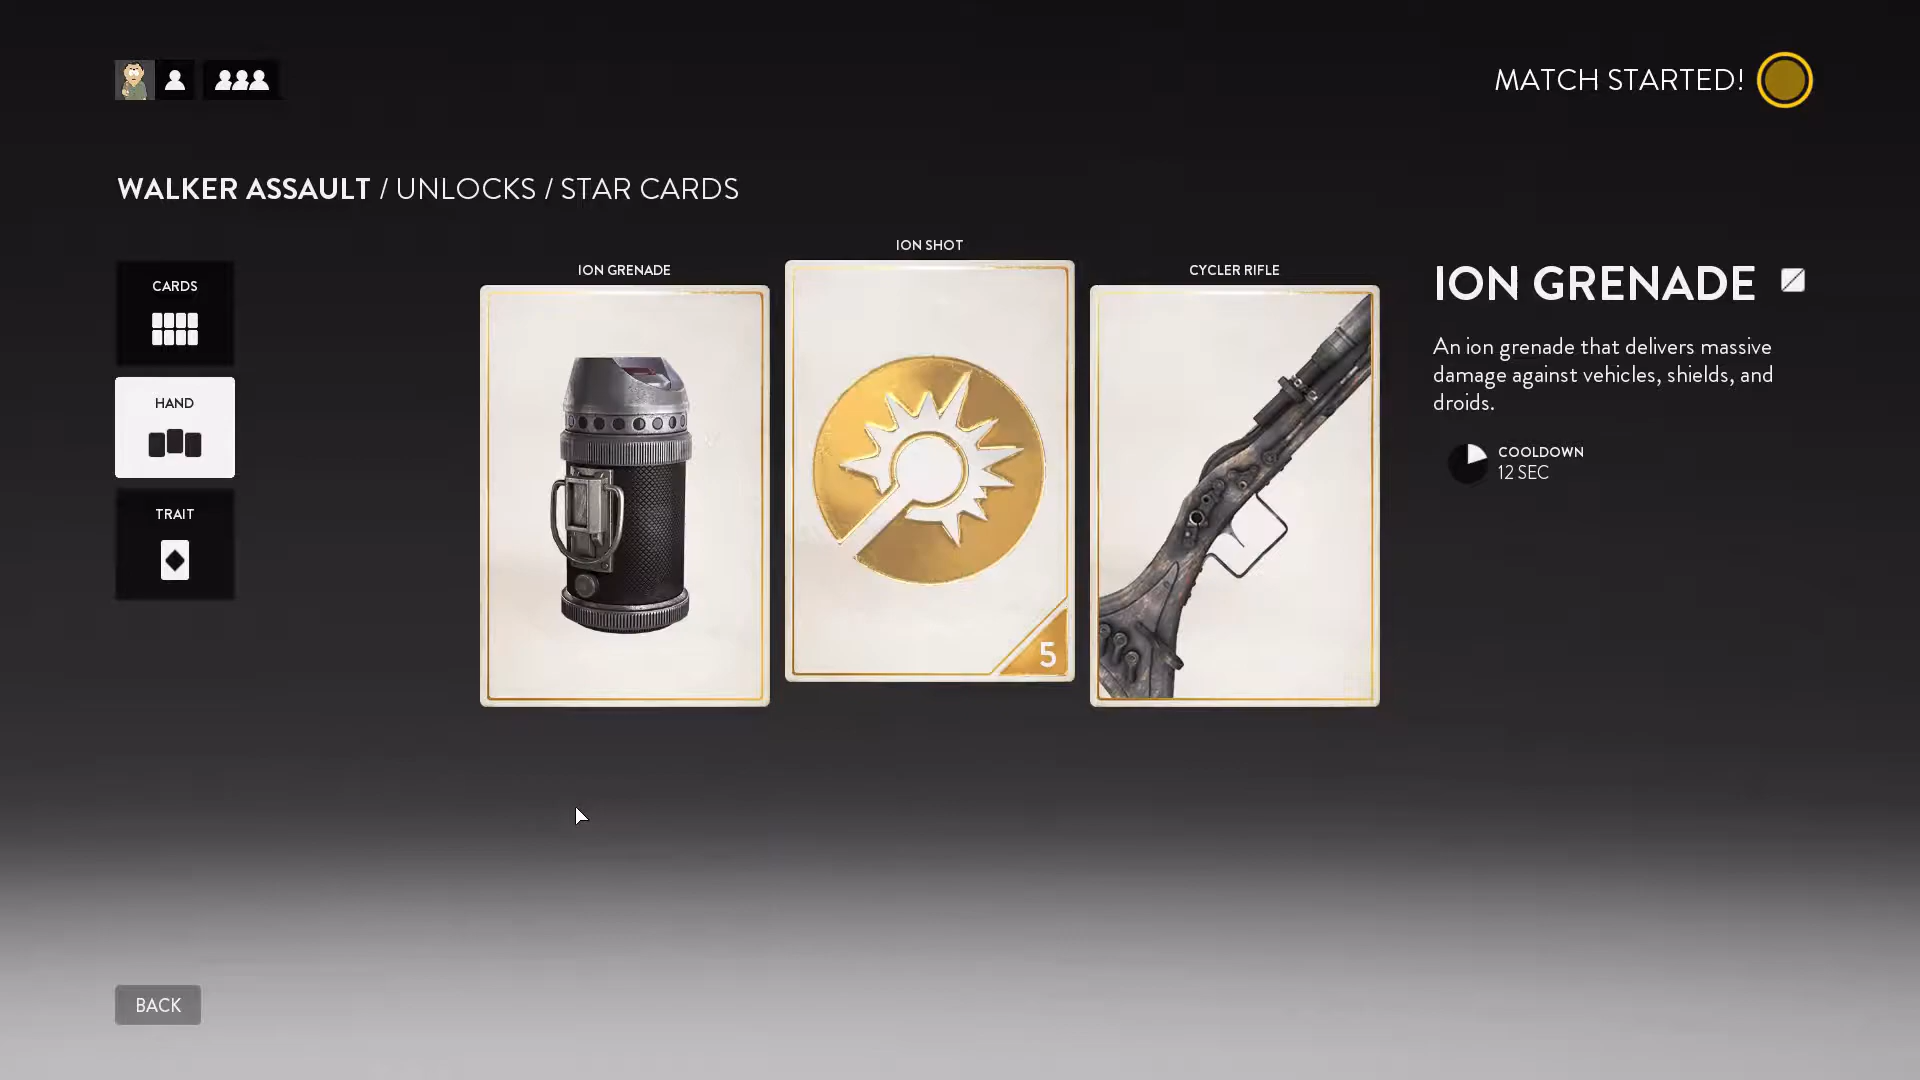 MATCH STARTED!
WALKER ASSAULT / UNLOCKS / STAR CARDS
CARDS
HAND
TRAIT
ION GRENADE
ION SHOT
5
CYCLER RIFLE
ION GRENADE
An ion grenade that delivers massive
damage against vehicles, shields, and
droids.
COOLDOWN
12 SEC
BACK